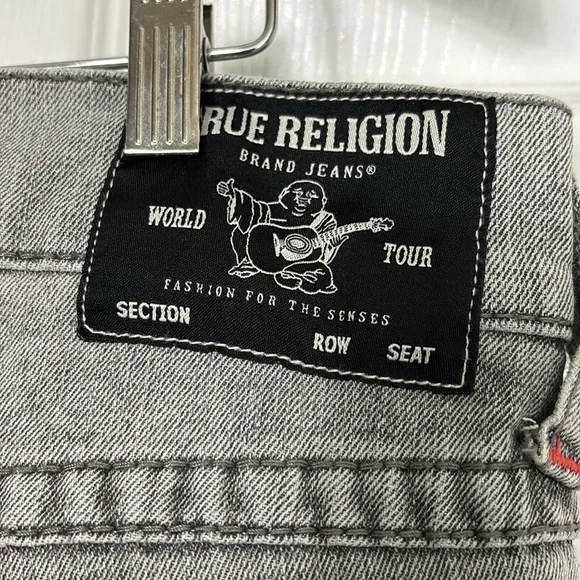 RUE RELIGION
BRAND JEANS®
WORLD TOUR
FASHION FOR THE SENSES
SECTION ROW SEAT